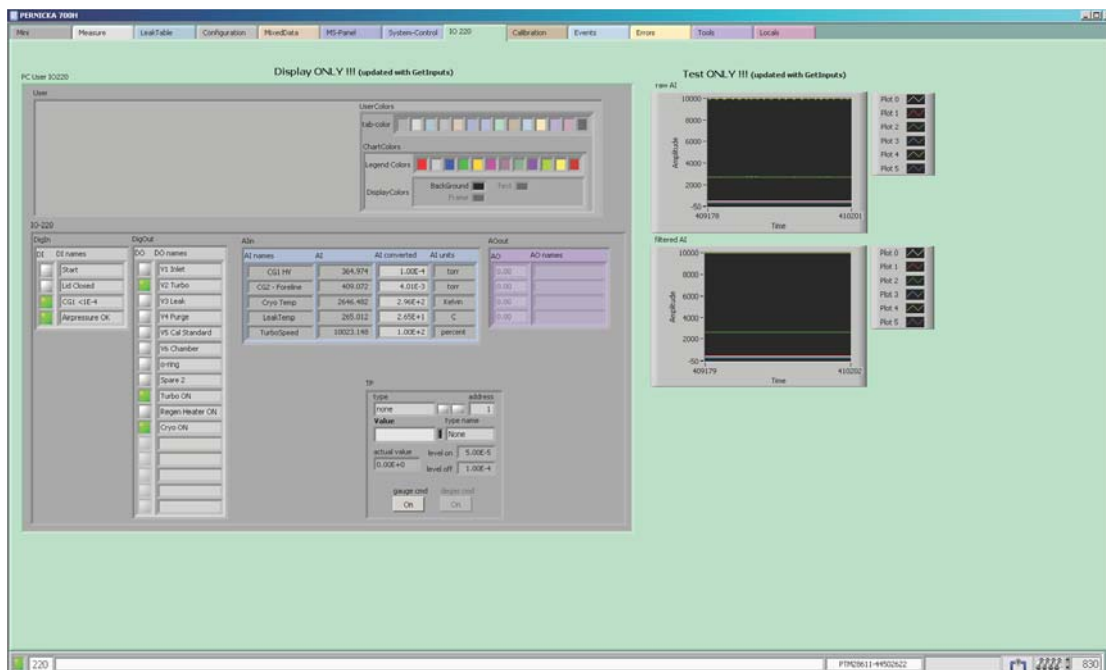 PERNICKA 700H
Mini Measure LeakTable Configuration MixedData MS-Panel System-Control IO 220 Calibration Events Errors Tools Locals
Display ONLY !!! (updated with GetInputs)
PC User IO220
User
UserColors
tab-color
ChartColors
Legend Colors
DisplayColors
BackGround Text
Frame
IO-220
DigIn
DI DI names
Start
Lid Closed
CG1 <1E-4
Airpressure OK
DigOut
DO DO names
V1 Inlet
V2 Turbo
V3 Leak
V4 Purge
V5 Cal Standard
V6 Chamber
o-ring
Spare 2
Turbo ON
Regen Heater ON
Cryo ON
AIin
AI names AI AI converted AI units
CG1 HV 364.974 1.00E-4 torr
CG2 - Foreline 409.072 4.01E-3 torr
Cryo Temp 2646.482 2.96E+2 Kelvin
LeakTemp 265.012 2.65E+1 C
TurboSpeed 10023.148 1.00E+2 percent
AOout
AO AO names
0.00
0.00
0.00
0.00
TP
type address
none 1
Value type name
None
actual value level on 5.00E-5
0.00E+0 level off 1.00E-4
gauge cmd degas cmd
On On
Test ONLY !!! (updated with GetInputs)
raw AI
10000
8000
6000
4000
2000
-50
Amplitude
409178 410201
Time
Plot 0
Plot 1
Plot 2
Plot 3
Plot 4
Plot 5
filtered AI
10000
8000
6000
4000
2000
-50
Amplitude
409179 410202
Time
Plot 0
Plot 1
Plot 2
Plot 3
Plot 4
Plot 5
220 PTM28611-44502622 830